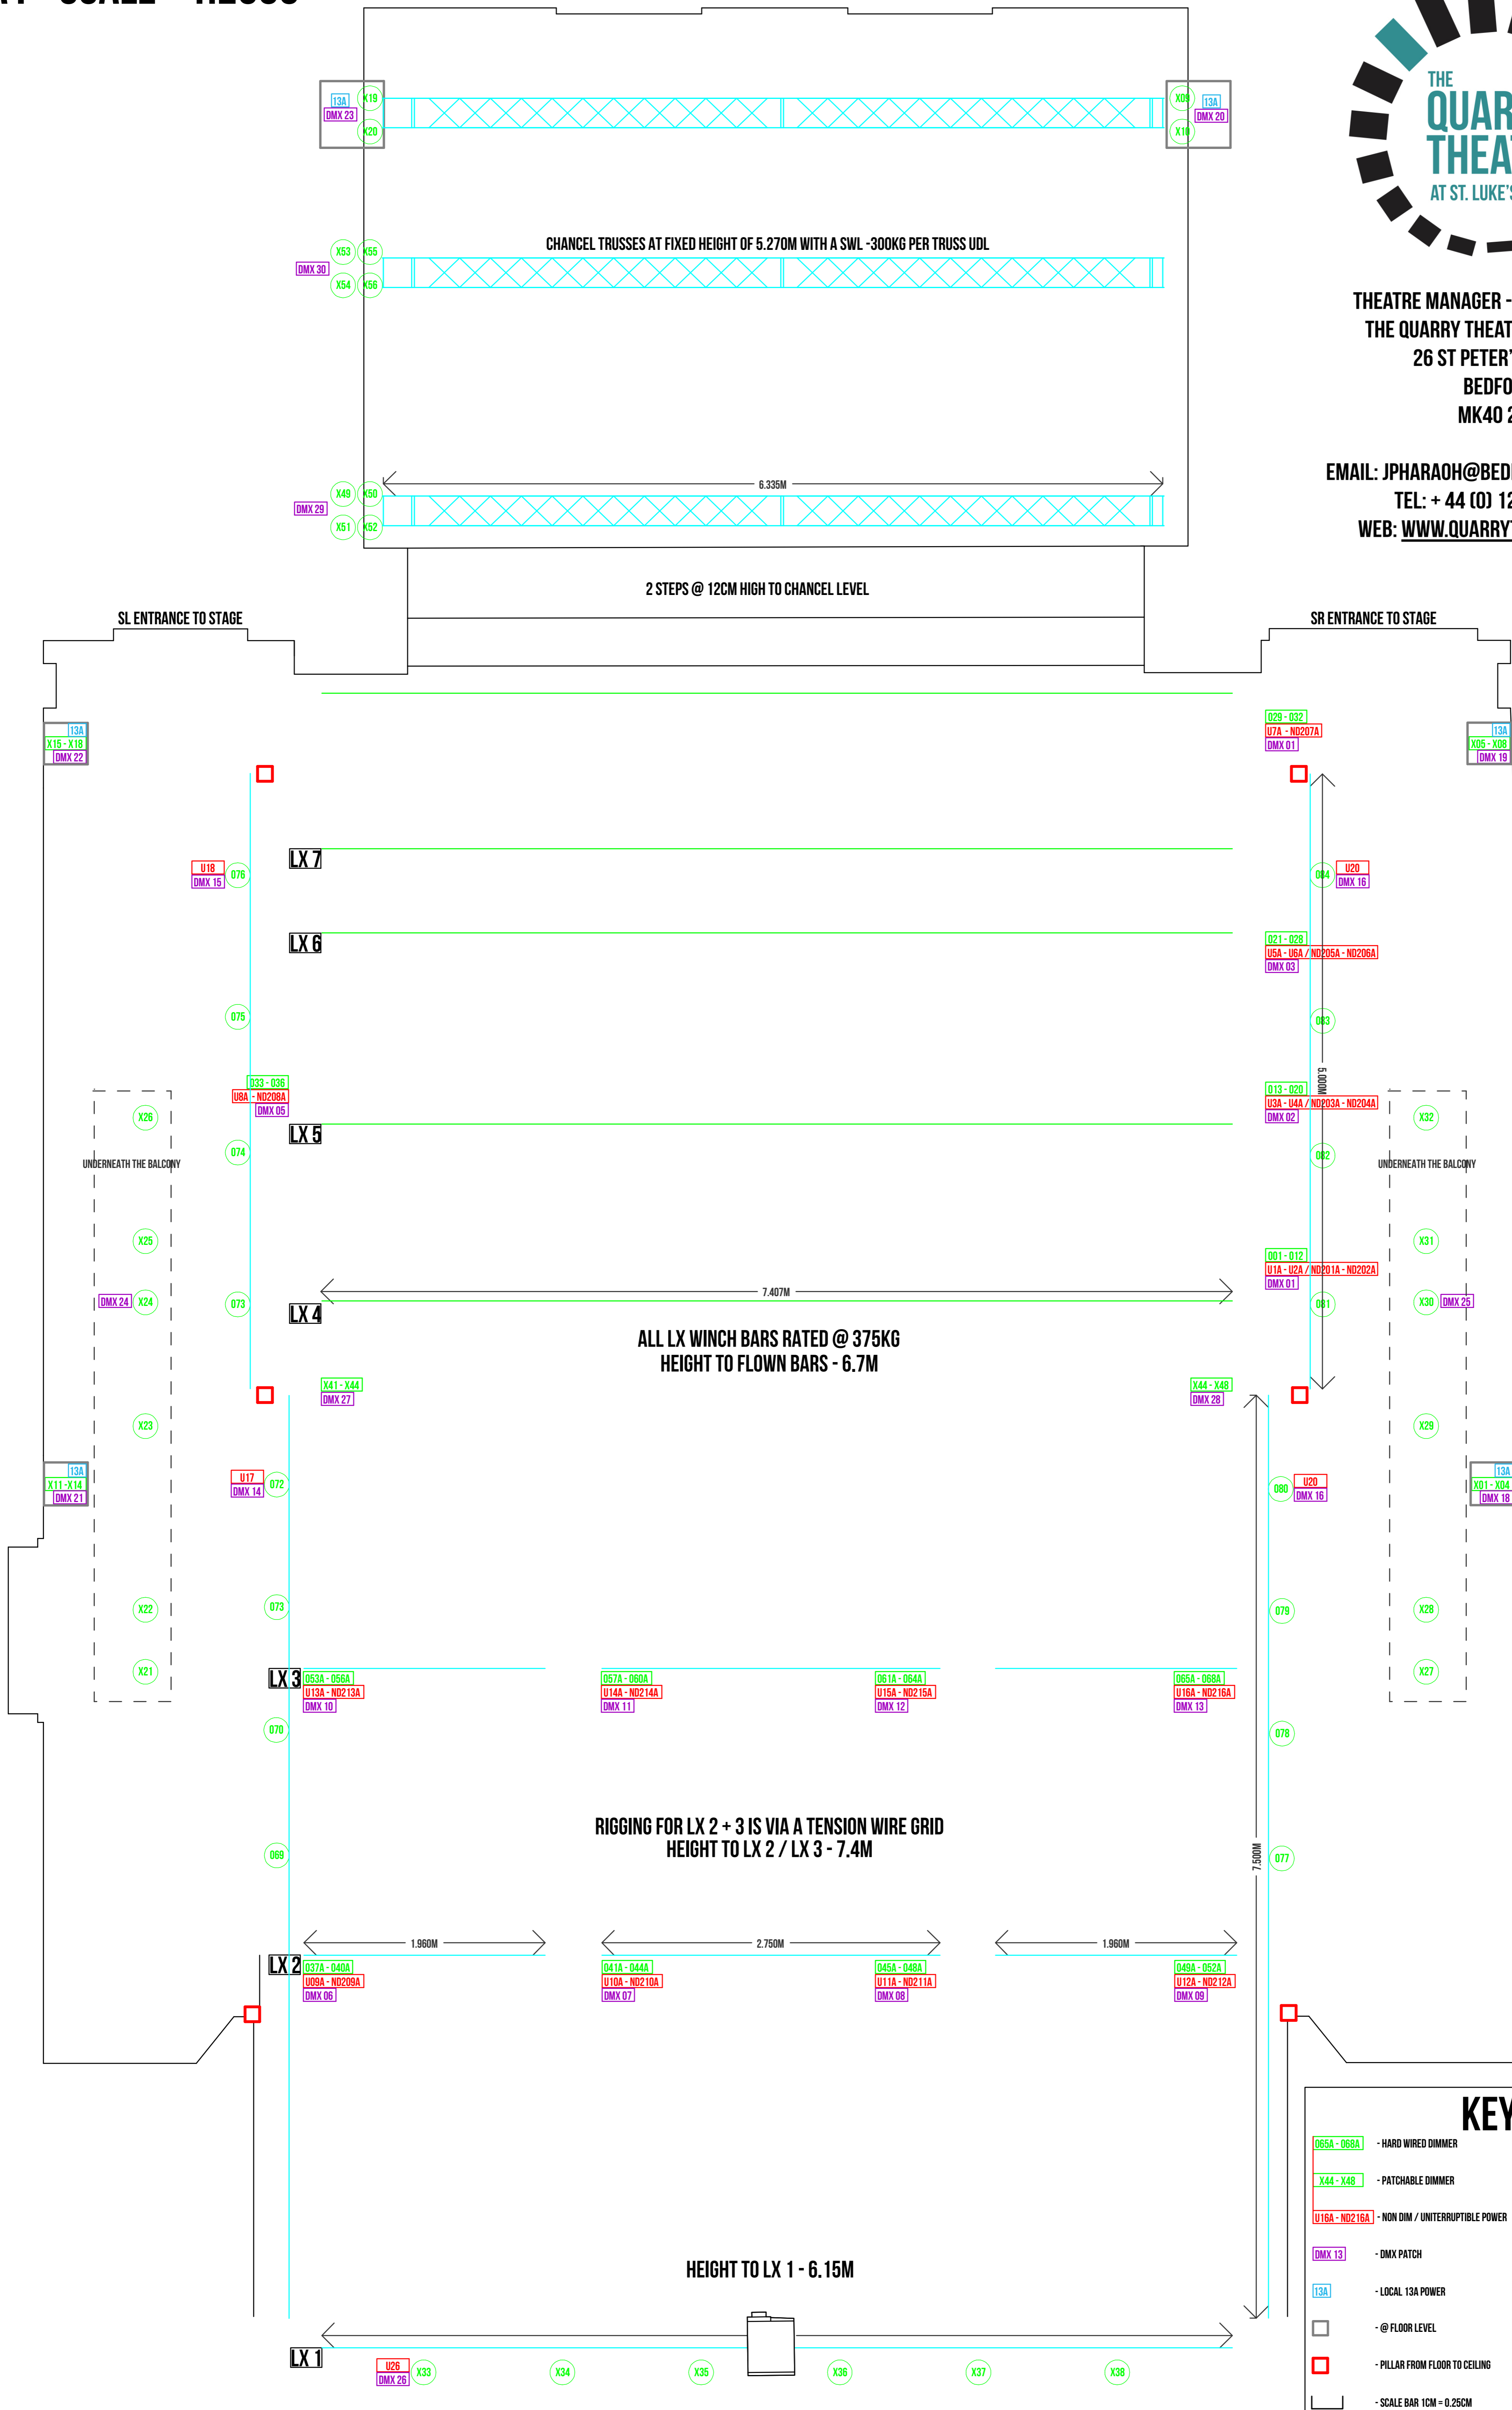 13A
DMX 23
X19
X20
13A
DMX 20
X10
THE
AT ST. LUKE'S
CHANCEL TRUSSES AT FIXED HEIGHT OF 5.270M WITH A SWL -300KG PER TRUSS UDL
X53
X55
DMX 30
X54
X56
THEATRE MANAGER -
THE QUARRY
26 ST PETER'
MK40 2
6.335M
X49
X50
DMX 29
X51
X52
EMAIL: JPHARAOH@BED
TEL: + 44 (0) 12
WEB: WWW.QUARRY
2 STEPS @ 12CM HIGH TO CHANCEL LEVEL
SL ENTRANCE TO STAGE
SR ENTRANCE TO STAGE
13A
X15 - X18
DMX 22
029 - 032
U7A - ND207A
DMX 01
13A
X05 - X08
DMX 19
LX 7
U18
DMX 15
076
084
U20
DMX 16
LX 6
021 - 028
U5A - U6A / ND205A - ND206A
DMX 03
075
083
5.000M
033 - 036
U8A - ND208A
DMX 05
013 - 020
U3A - U4A / ND203A - ND204A
DMX 02
X26
X32
LX 5
074
082
UNDERNEATH THE BALCONY
UNDERNEATH THE BALCONY
X25
X31
001 - 012
U1A - U2A / ND201A - ND202A
DMX 01
7.407M
DMX 24
X24
073
LX 4
081
X30
DMX 25
ALL LX WINCH BARS RATED @ 375KG
HEIGHT TO FLOWN BARS - 6.7M
X41 - X44
DMX 27
X44 - X48
DMX 28
X23
X29
13A
X11 -X14
DMX 21
U17
DMX 14
072
080
U20
DMX 16
13A
X01 - X04
DMX 18
X22
073
079
X28
X21
X27
LX 3
053A - 056A
U13A - ND213A
DMX 10
057A - 060A
U14A - ND214A
DMX 11
061A - 064A
U15A - ND215A
DMX 12
065A - 068A
U16A - ND216A
DMX 13
070
078
RIGGING FOR LX 2 + 3 IS VIA A TENSION WIRE GRID
HEIGHT TO LX 2 / LX 3 - 7.4M
069
077
7.500M
1.960M
2.750M
1.960M
LX 2
037A - 040A
U09A - ND209A
DMX 06
041A - 044A
U10A - ND210A
DMX 07
045A - 048A
U11A - ND211A
DMX 08
049A - 052A
U12A - ND212A
DMX 09
KEY
065A - 068A - HARD WIRED DIMMER
X44 - X48 - PATCHABLE DIMMER
U16A - ND216A - NON DIM / UNITERRUPTIBLE POWER
DMX 13 - DMX PATCH
13A - LOCAL 13A POWER
- @ FLOOR LEVEL
- PILLAR FROM FLOOR TO CEILING
- SCALE BAR 1CM = 0.25CM
HEIGHT TO LX 1 - 6.15M
LX 1
U26
DMX 26
X33
X34
X35
X36
X37
X38